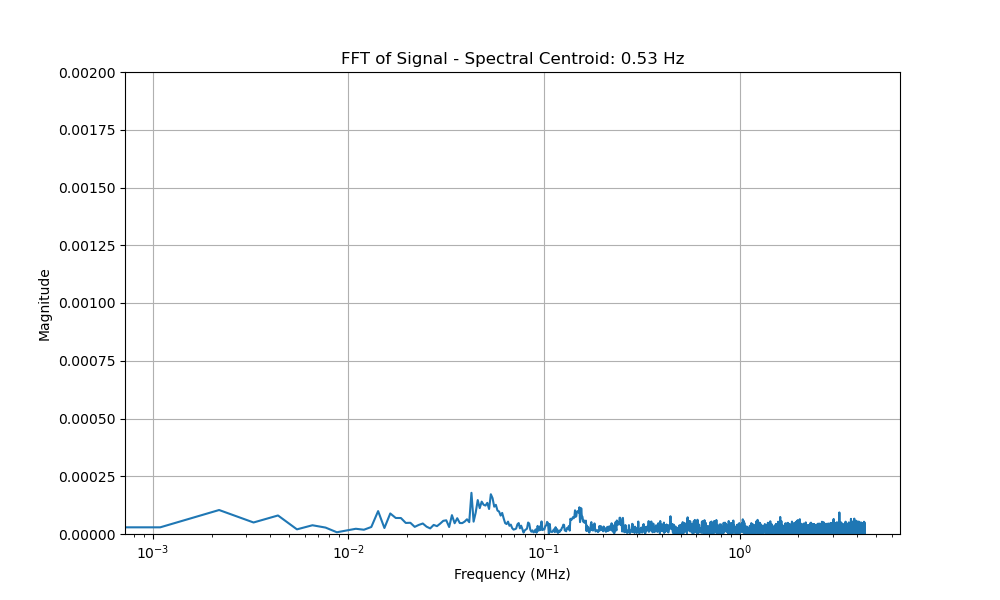 FFT of Signal - Spectral Centroid: 0.53 Hz
0.00200
0.00175
0.00150
0.00125
0.00100
0.00075
0.00050
0.00025
0.00000
Magnitude
10⁻³ 10⁻² 10⁻¹ 10⁰
Frequency (MHz)